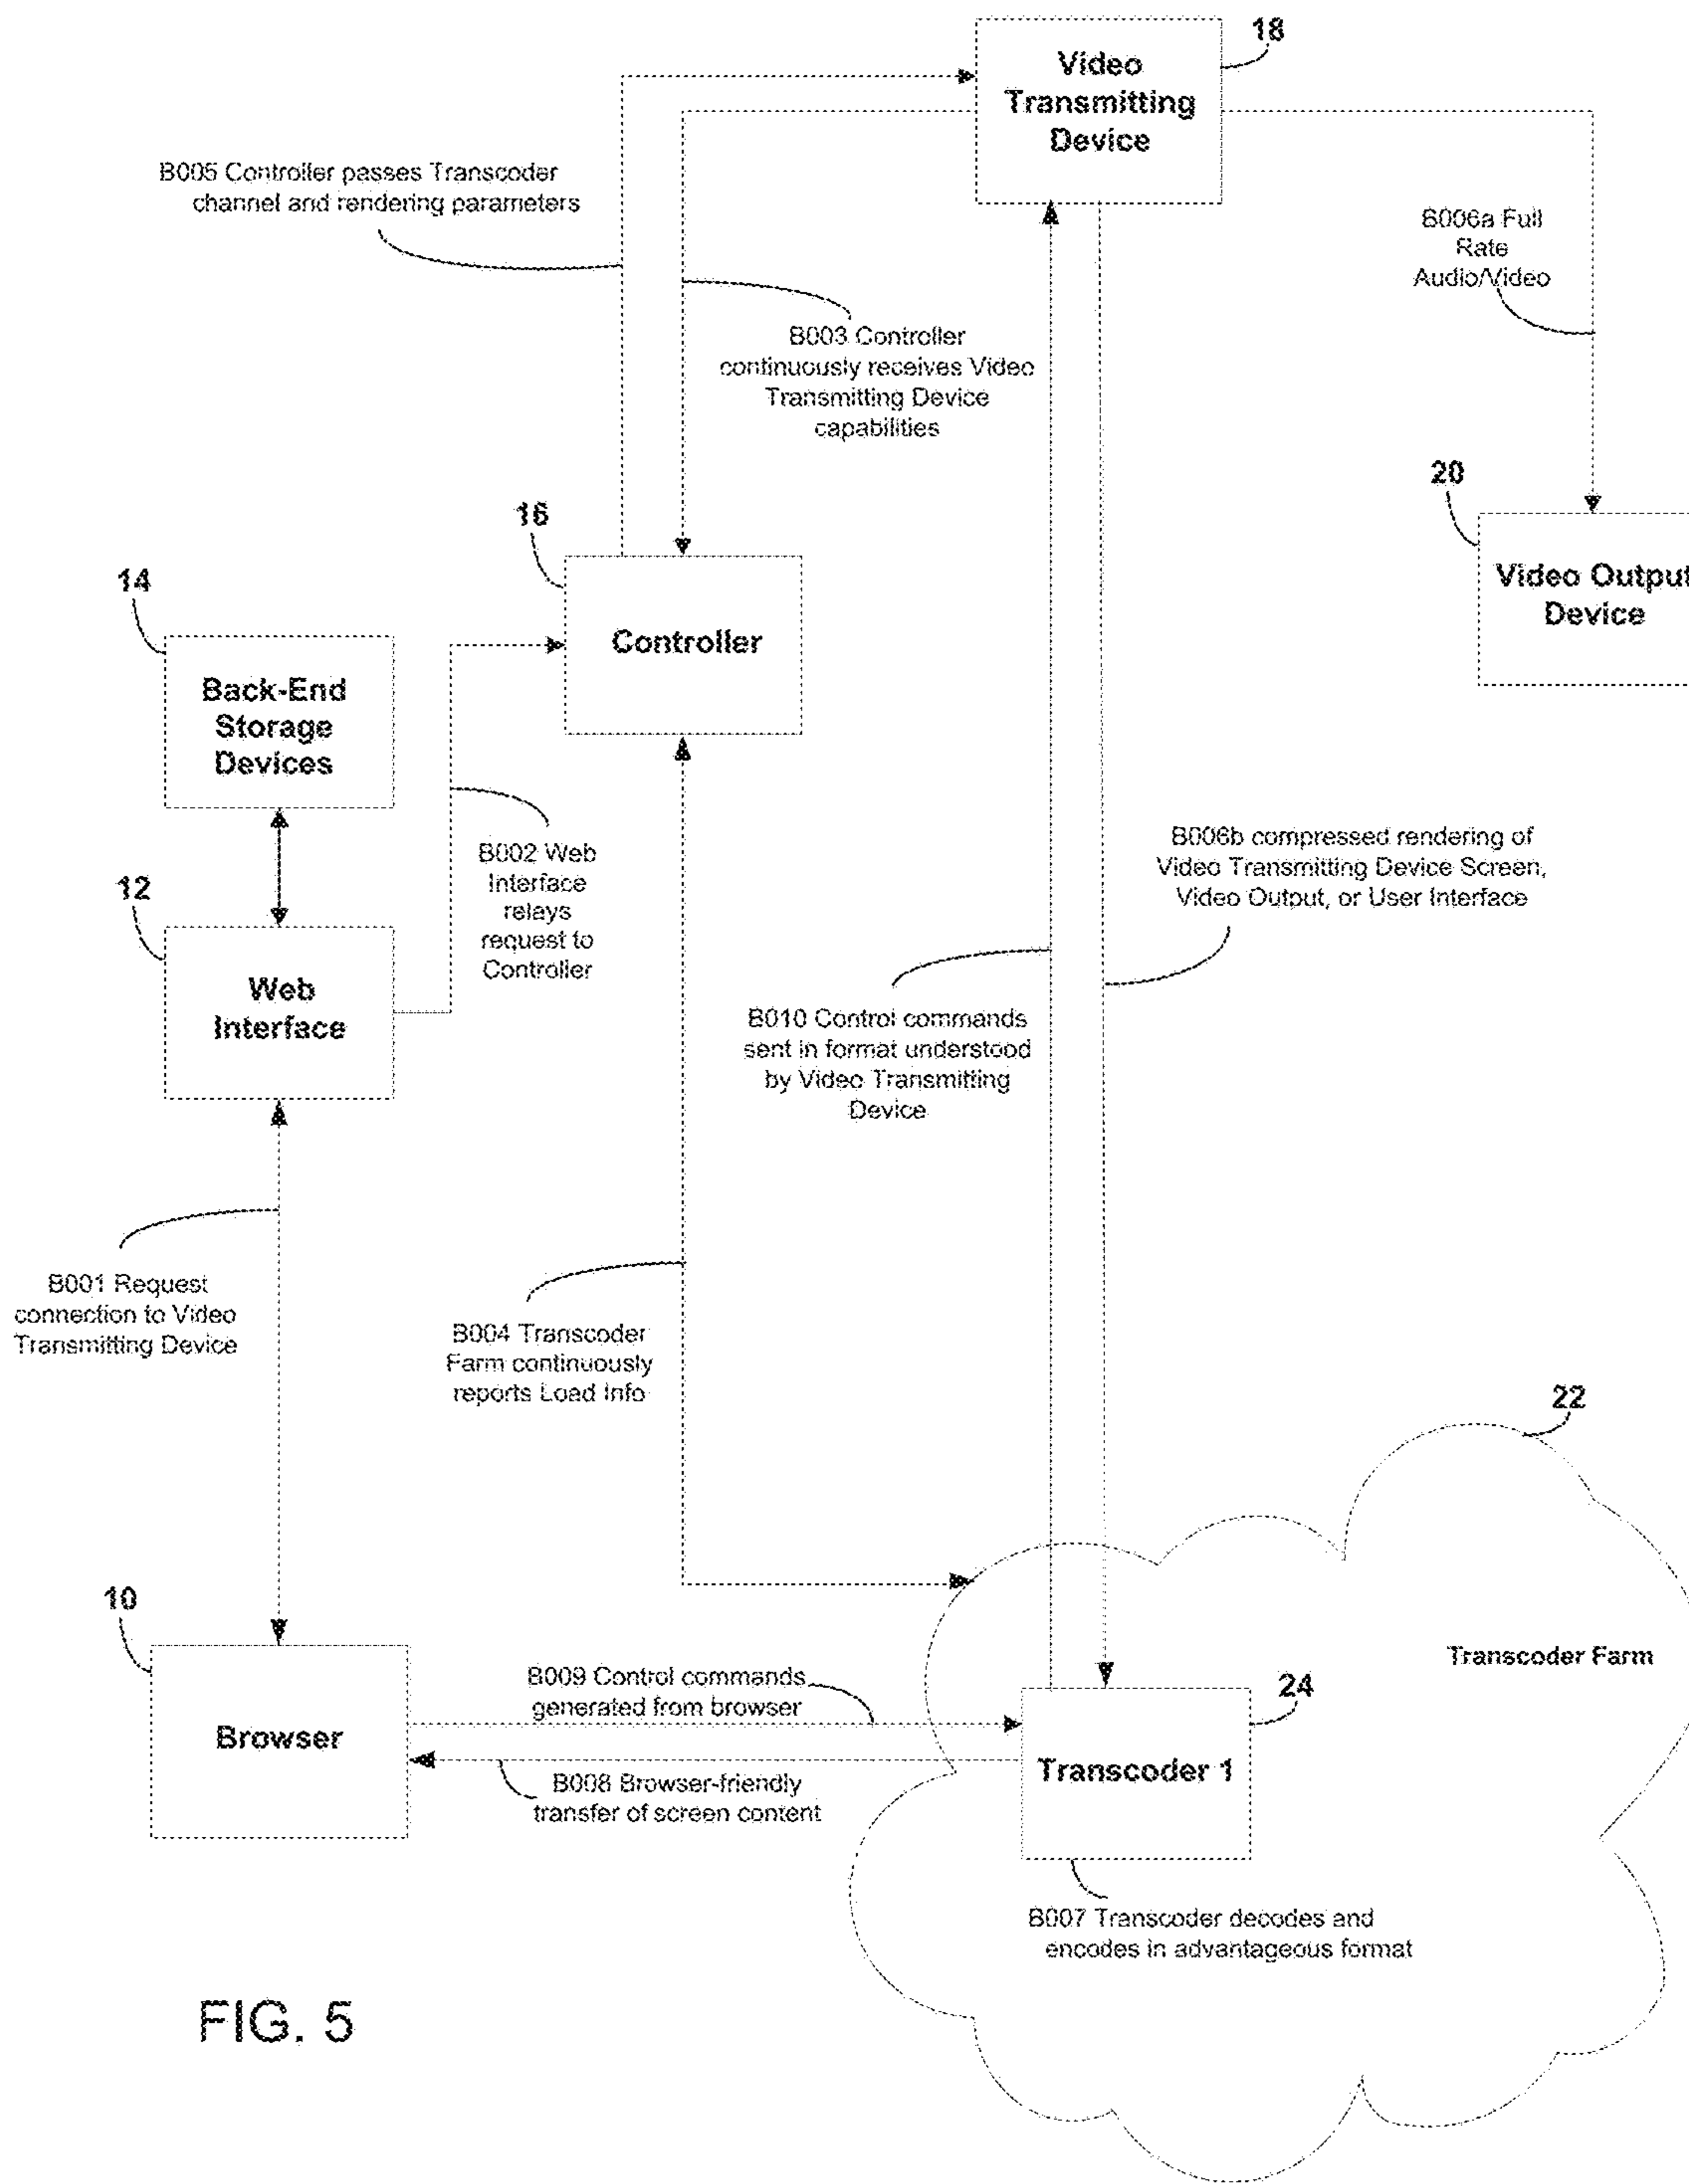 18
Video
Transmitting
Device
B005 Controller passes Transcoder
channel and rendering parameters
B006a Full
Rate
Audio/Video
B003 Controller
continuously receives Video
Transmitting Device
capabilities
20
Video Output
Device
16
Controller
14
Back-End
Storage
Devices
B002 Web
Interface
relays
request to
Controller
B006b compressed rendering of
Video Transmitting Device Screen,
Video Output, or User Interface
12
Web
Interface
B010 Control commands
sent in format understood
by Video Transmitting
Device
B001 Request
connection to Video
Transmitting Device
B004 Transcoder
Farm continuously
reports Load Info
22
Transcoder Farm
10
Browser
B009 Control commands
generated from browser
24
Transcoder 1
B008 Browser-friendly
transfer of screen content
B007 Transcoder decodes and
encodes in advantageous format
FIG. 5